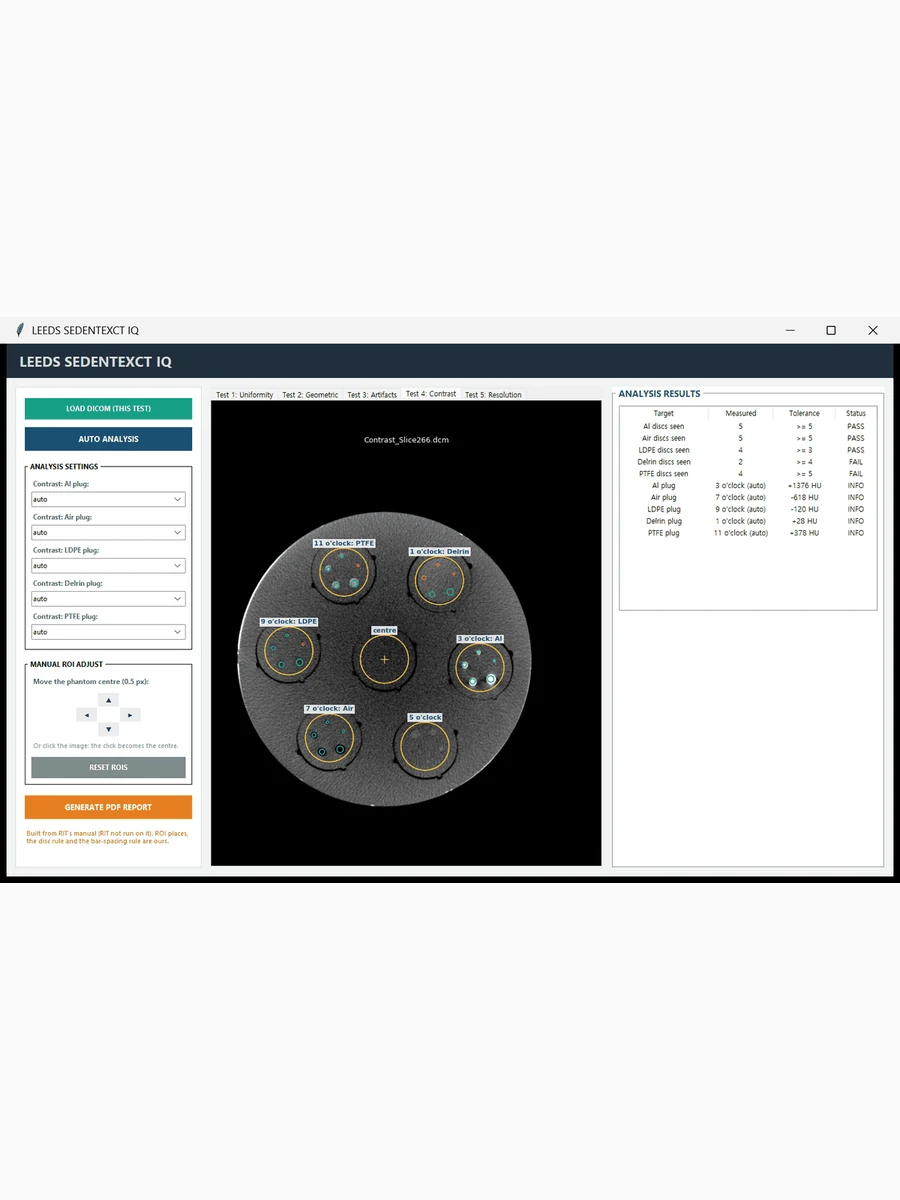 LEEDS SEDENTEXCT IQ
LEEDS SEDENTEXCT IQ
LOAD DICOM (THIS TEST)
AUTO ANALYSIS
ANALYSIS SETTINGS
Contrast: Al plug:
auto
Contrast: Air plug:
auto
Contrast: LDPE plug:
auto
Contrast: Delrin plug:
auto
Contrast: PTFE plug:
auto
MANUAL ROI ADJUST
Move the phantom centre (0.5 px):
Or click the image: the click becomes the centre.
RESET ROIS
GENERATE PDF REPORT
Built from RIT's manual (RIT not run on it). ROI places,
the disc rule and the bar-spacing rule are ours.
Test 1: Uniformity Test 2: Geometric Test 3: Artifacts Test 4: Contrast Test 5: Resolution
Contrast_Slice266.dcm
11 o'clock: PTFE
1 o'clock: Delrin
9 o'clock: LDPE
centre
3 o'clock: Al
7 o'clock: Air
5 o'clock
ANALYSIS RESULTS
Target Measured Tolerance Status
Al discs seen 5 >= 5 PASS
Air discs seen 5 >= 5 PASS
LDPE discs seen 4 >= 3 PASS
Delrin discs seen 2 >= 4 FAIL
PTFE discs seen 4 >= 5 FAIL
Al plug 3 o'clock (auto) +1376 HU INFO
Air plug 7 o'clock (auto) -618 HU INFO
LDPE plug 9 o'clock (auto) -120 HU INFO
Delrin plug 1 o'clock (auto) +28 HU INFO
PTFE plug 11 o'clock (auto) +378 HU INFO